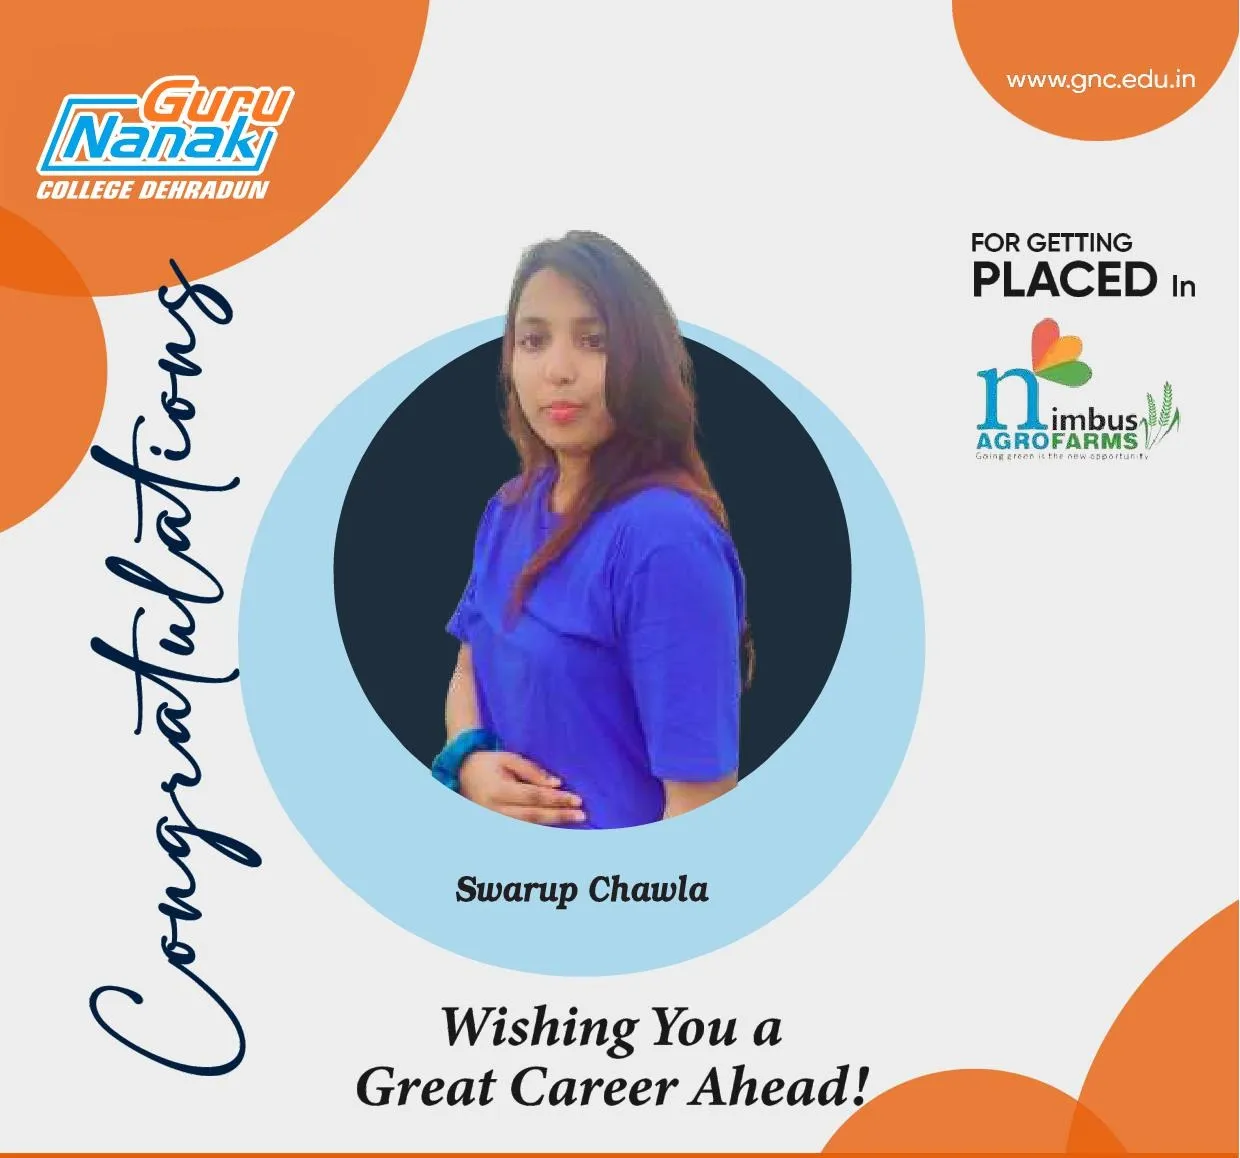 Guru
Nanak
COLLEGE DEHRADUN
www.gnc.edu.in
Congratulations
FOR GETTING
PLACED In
nimbus
AGROFARMS
Going green is the new opportunity
Swarup Chawla
Wishing You a
Great Career Ahead!